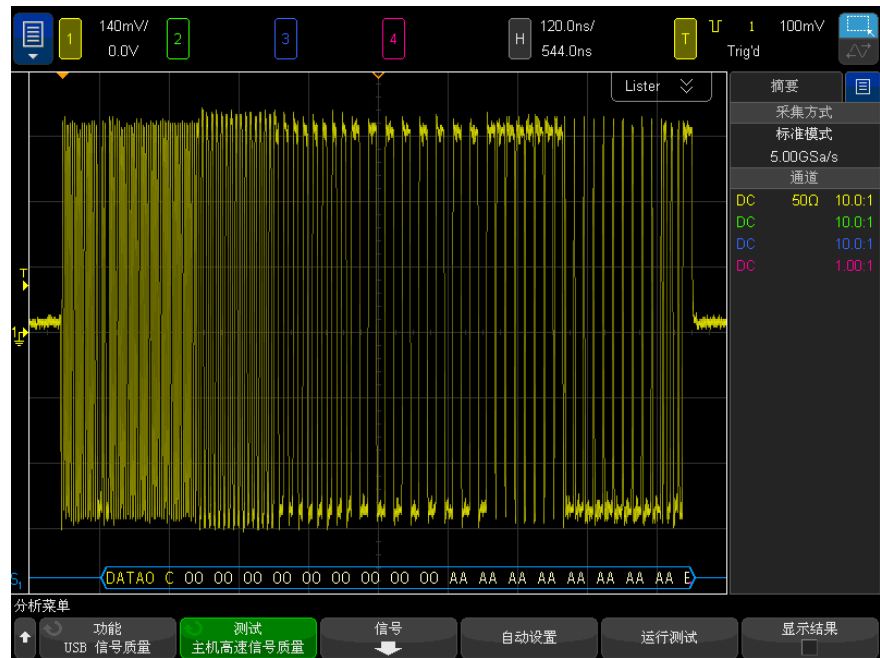 1 140mV/ 0.0V 2 3 4 H 120.0ns/ 544.0ns T 1 100mV Trig'd
Lister
摘要
采集方式
标准模式
5.00GSa/s
通道
DC 50Ω 10.0:1
DC 10.0:1
DC 10.0:1
DC 1.00:1
T
1
S1 DATA0 C 00 00 00 00 00 00 00 00 00 AA AA AA AA AA AA AA AA E
分析菜单
功能
USB 信号质量
测试
主机高速信号质量
信号
自动设置
运行测试
显示结果